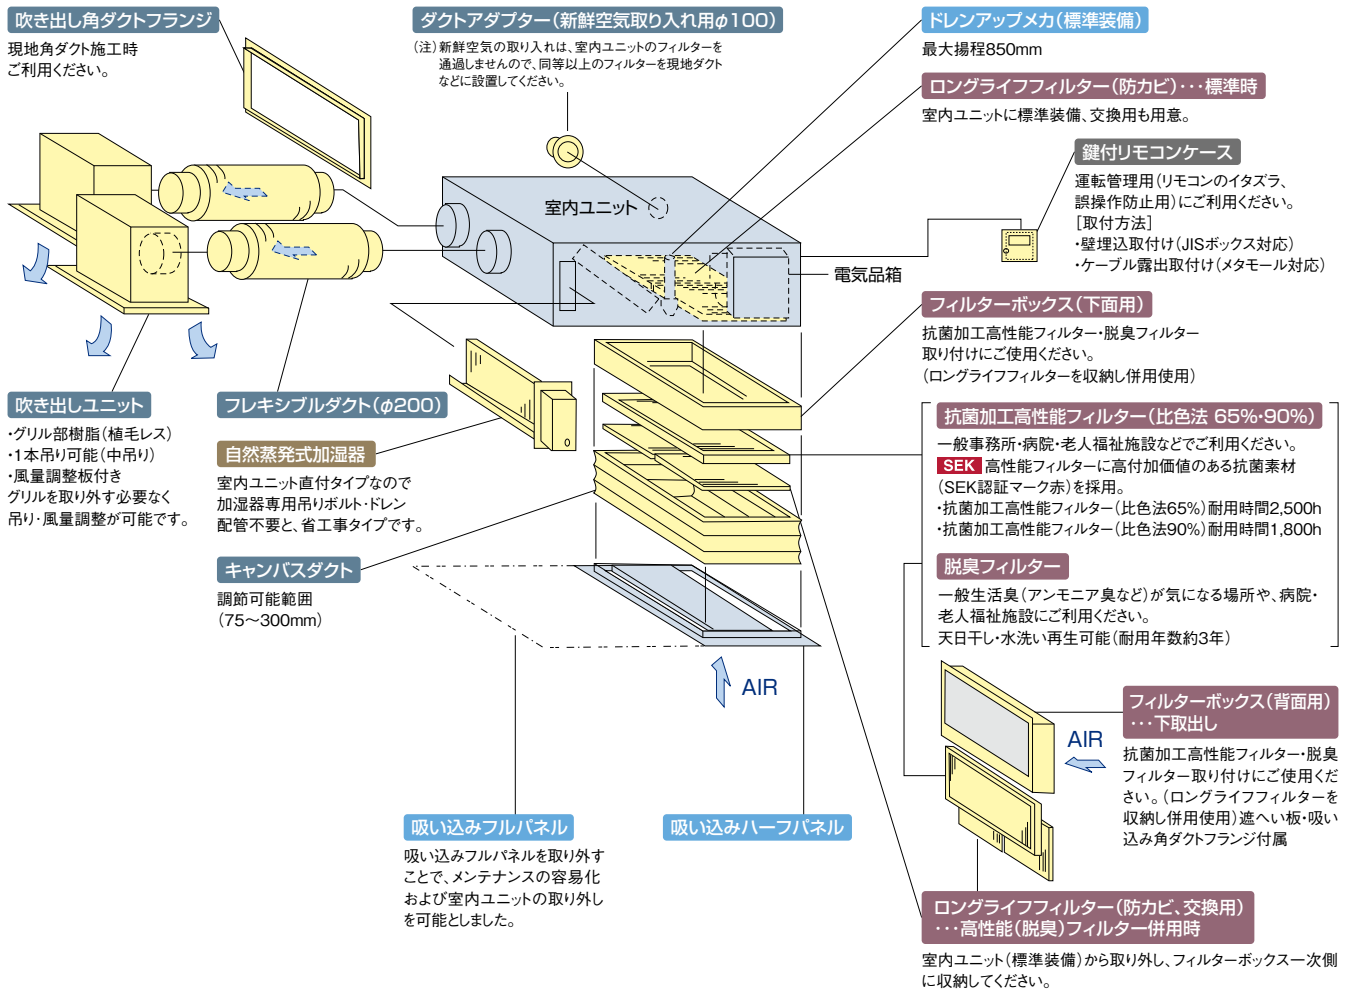 吹き出し角ダクトフランジ
現地角ダクト施工時
ご利用ください。
ダクトアダプター(新鮮空気取り入れ用φ100)
(注)新鮮空気の取り入れは、室内ユニットのフィルターを
通過しませんので、同等以上のフィルターを現地ダクト
などに設置してください。
ドレンアップメカ(標準装備)
最大揚程850mm
ロングライフフィルター(防カビ)・・・標準時
室内ユニットに標準装備、交換用も用意。
鍵付リモコンケース
運転管理用(リモコンのイタズラ、
誤操作防止用)にご利用ください。
[取付方法]
・壁埋込取付け(JISボックス対応)
・ケーブル露出取付け(メタモール対応)
室内ユニット
電気品箱
フィルターボックス(下面用)
抗菌加工高性能フィルター・脱臭フィルター
取り付けにご使用ください。
(ロングライフフィルターを収納し併用使用)
吹き出しユニット
・グリル部樹脂(植毛レス)
・1本吊り可能(中吊り)
・風量調整板付き
グリルを取り外す必要なく
吊り・風量調整が可能です。
フレキシブルダクト(φ200)
自然蒸発式加湿器
室内ユニット直付タイプなので
加湿器専用吊りボルト・ドレン
配管不要と、省工事タイプです。
キャンバスダクト
調節可能範囲
(75〜300mm)
抗菌加工高性能フィルター(比色法 65%・90%)
一般事務所・病院・老人福祉施設などでご利用ください。
SEK 高性能フィルターに高付加価値のある抗菌素材
(SEK認証マーク赤)を採用。
・抗菌加工高性能フィルター(比色法65%)耐用時間2,500h
・抗菌加工高性能フィルター(比色法90%)耐用時間1,800h
脱臭フィルター
一般生活臭(アンモニア臭など)が気になる場所や、病院・
老人福祉施設にご利用ください。
天日干し・水洗い再生可能(耐用年数約3年)
AIR
フィルターボックス(背面用)
・・・下取出し
AIR
抗菌加工高性能フィルター・脱臭
フィルター取り付けにご使用くだ
さい。(ロングライフフィルターを
収納し併用使用)遮へい板・吸い
込み角ダクトフランジ付属
吸い込みフルパネル
吸い込みフルパネルを取り外す
ことで、メンテナンスの容易化
および室内ユニットの取り外し
を可能としました。
吸い込みハーフパネル
ロングライフフィルター(防カビ、交換用)
・・・高性能(脱臭)フィルター併用時
室内ユニット(標準装備)から取り外し、フィルターボックス一次側
に収納してください。